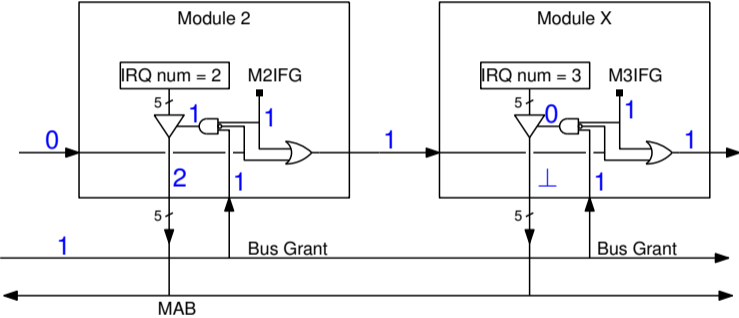 Module 2
Module X
IRQ num = 2
M2IFG
IRQ num = 3
M3IFG
5
1
1
5
0
1
0
1
1
2
1
⊥
1
5
5
1
Bus Grant
Bus Grant
MAB